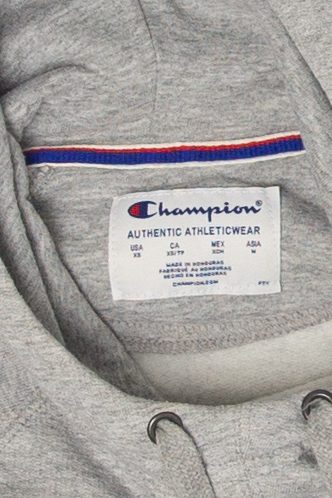 Champion
AUTHENTIC ATHLETICWEAR
USA CA MEX ASIA
XS XS/TP XCH M
MADE IN HONDURAS
FABRIQUÉ AU HONDURAS
HECHO EN HONDURAS
CHAMPION.COM PTY